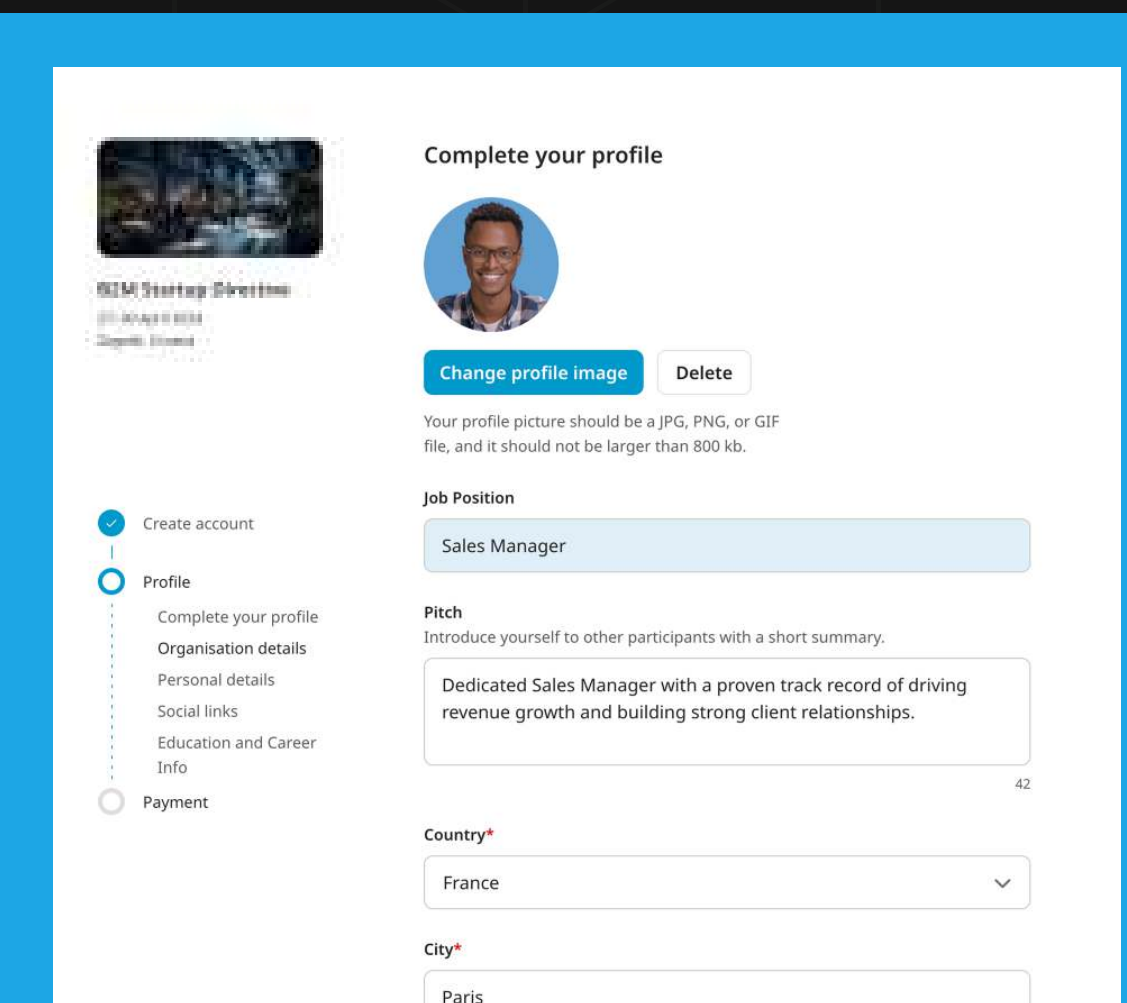 Complete your profile
Change profile image
Delete
Your profile picture should be a JPG, PNG, or GIF
file, and it should not be larger than 800 kb.
Job Position
Sales Manager
Pitch
Introduce yourself to other participants with a short summary.
Dedicated Sales Manager with a proven track record of driving
revenue growth and building strong client relationships.
42
Country*
France
City*
Paris
Create account
Profile
Complete your profile
Organisation details
Personal details
Social links
Education and Career
Info
Payment